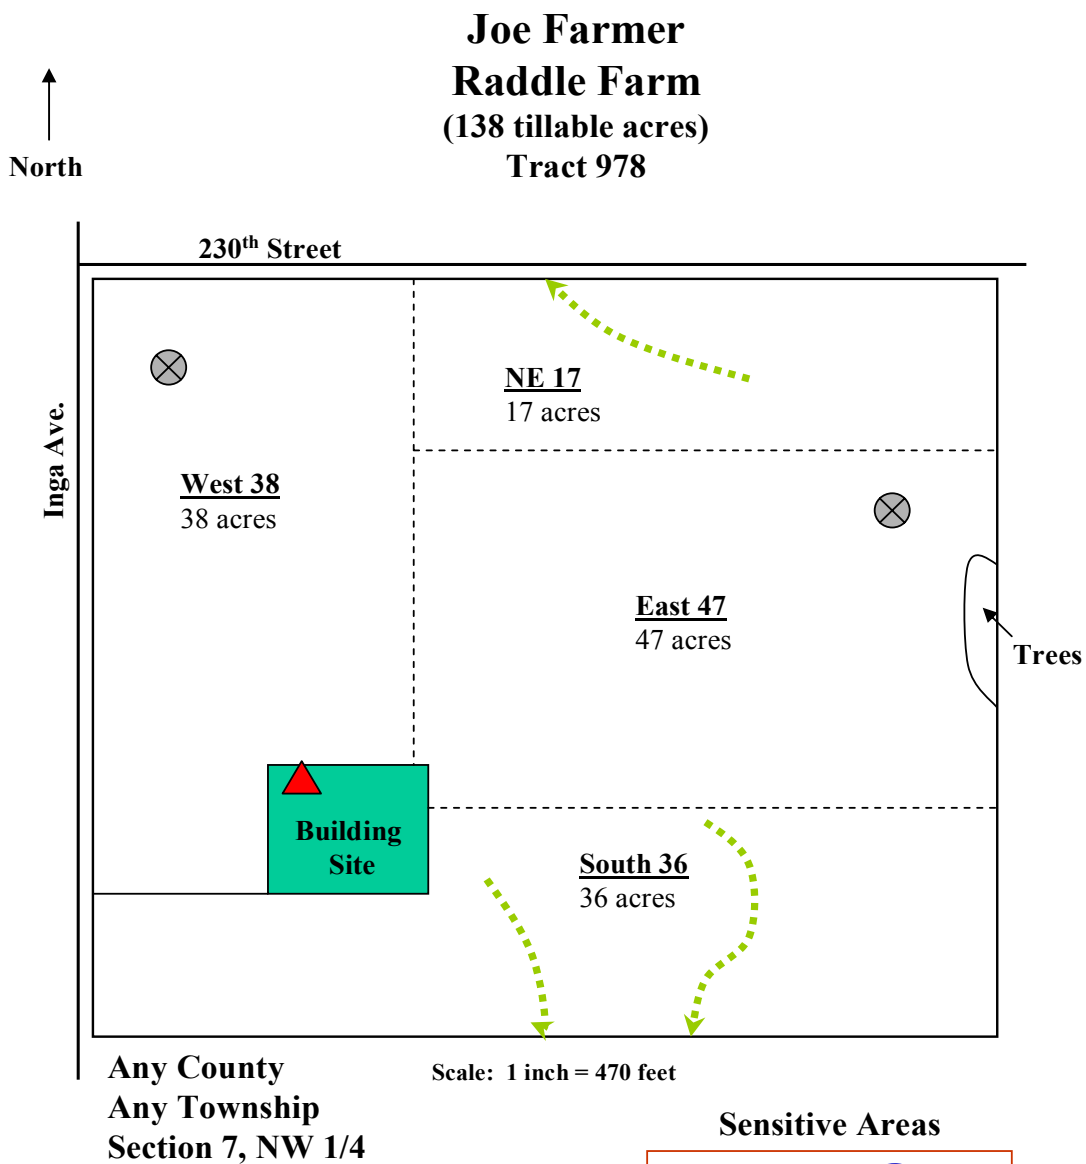 Joe Farmer
Raddle Farm
(138 tillable acres)
Tract 978
North
230th Street
Inga Ave.
NE 17
17 acres
West 38
38 acres
East 47
47 acres
Trees
Building
Site
South 36
36 acres
Any County
Any Township
Section 7, NW 1/4
Scale: 1 inch = 470 feet
Sensitive Areas